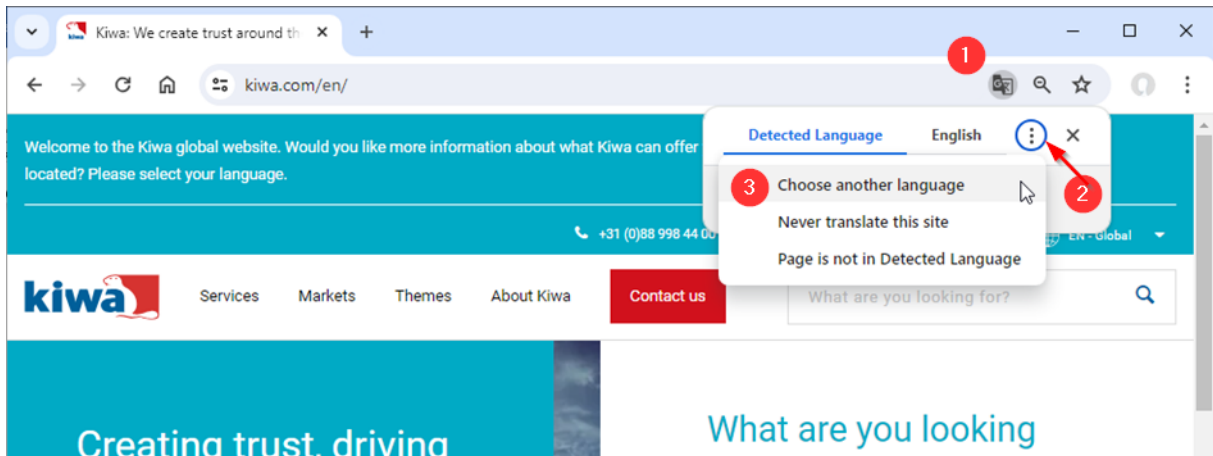 Kiwa: We create trust around th
kiwa.com/en/
1
Welcome to the Kiwa global website. Would you like more information about what Kiwa can offer
located? Please select your language.
Detected Language English
2
3 Choose another language
Never translate this site
Page is not in Detected Language
+31 (0)88 998 44 00
EN - Global
kiwa
Services Markets Themes About Kiwa Contact us What are you looking for?
Creating trust, driving
What are you looking